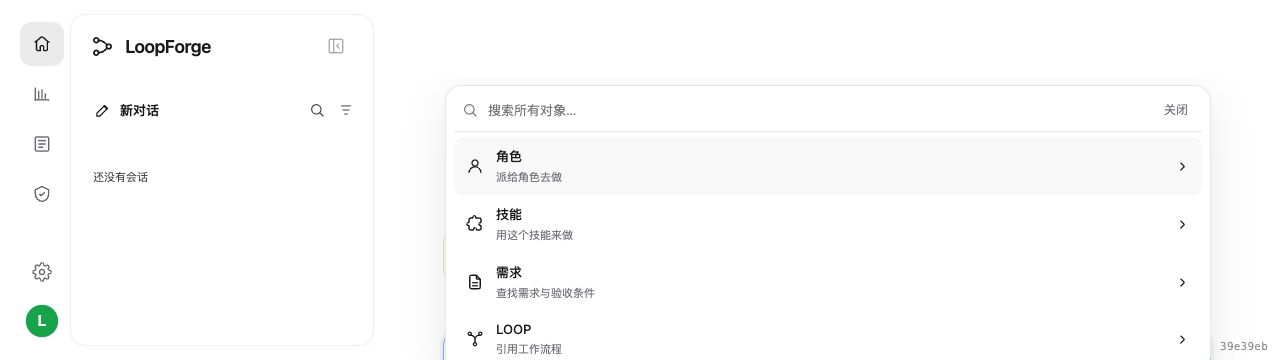 LoopForge
新对话
还没有会话
L
搜索所有对象...
关闭
角色
派给角色去做
技能
用这个技能来做
需求
查找需求与验收条件
LOOP
引用工作流程
39e39eb